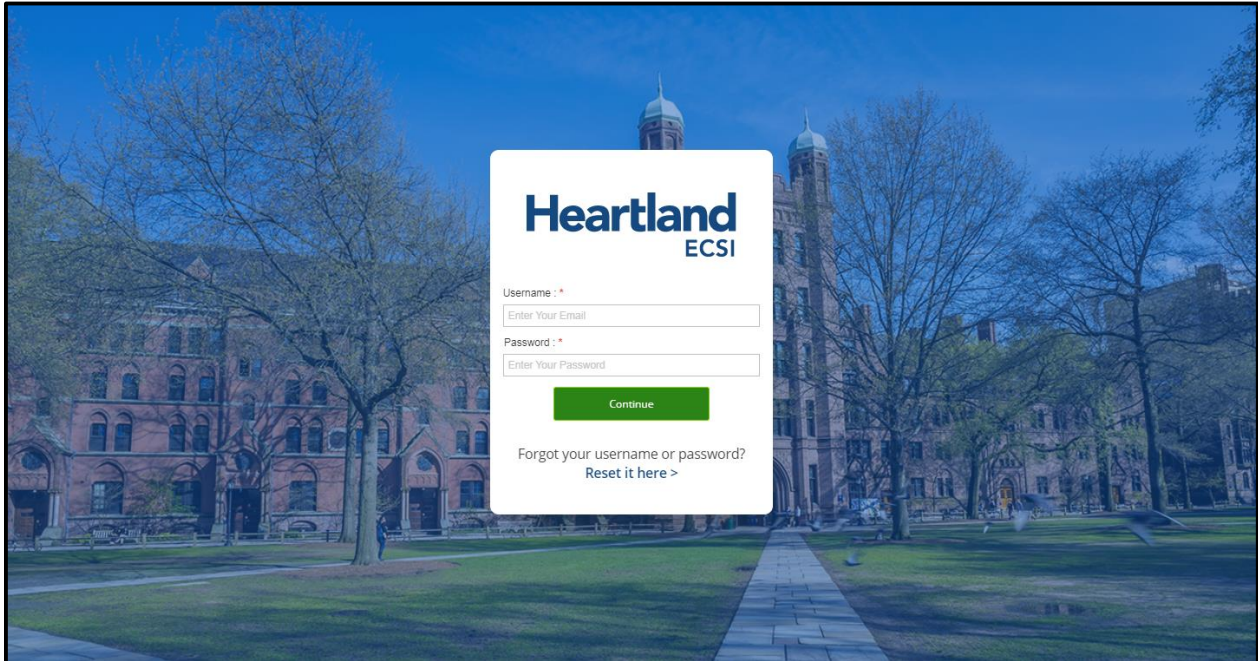 Heartland
ECSI
Username : *
Enter Your Email
Password : *
Enter Your Password
Continue
Forgot your username or password?
Reset it here >